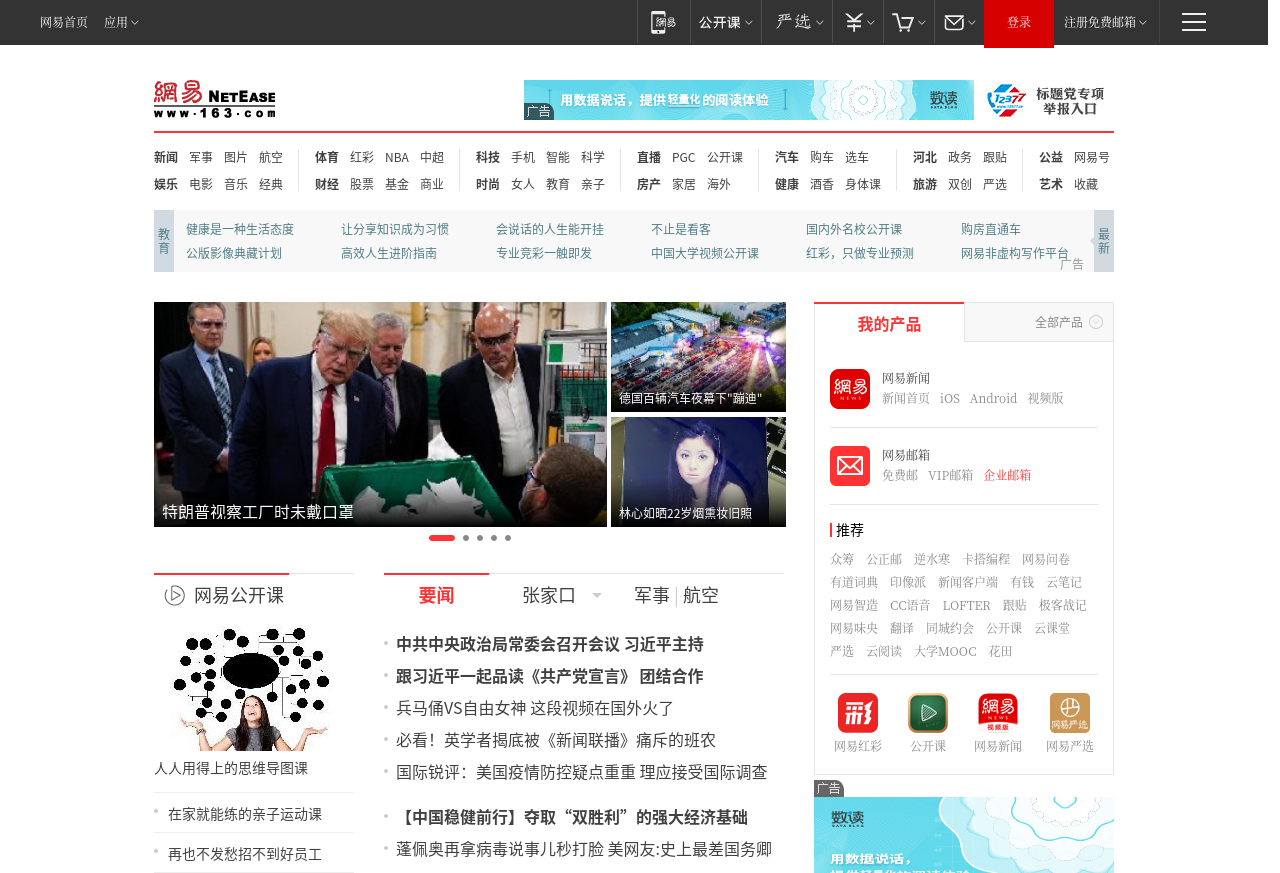 网易首页 应用 網易 公开课 严选 登录 注册免费邮箱
網易 NETEASE
www.163.com
用数据说话，提供轻量化的阅读体验 数读
广告
12377
标题党专项
举报入口
新闻 军事 图片 航空 体育 红彩 NBA 中超 科技 手机 智能 科学 直播 PGC 公开课 汽车 购车 选车 河北 政务 跟贴 公益 网易号
娱乐 电影 音乐 经典 财经 股票 基金 商业 时尚 女人 教育 亲子 房产 家居 海外 健康 酒香 身体课 旅游 双创 严选 艺术 收藏
教育
健康是一种生活态度 让分享知识成为习惯 会说话的人生能开挂 不止是看客 国内外名校公开课 购房直通车
公版影像典藏计划 高效人生进阶指南 专业竞彩一触即发 中国大学视频公开课 红彩，只做专业预测 网易非虚构写作平台
广告
最新
特朗普视察工厂时未戴口罩
德国百辆汽车夜幕下"蹦迪"
林心如晒22岁烟熏妆旧照
网易公开课
人人用得上的思维导图课
在家就能练的亲子运动课
再也不发愁招不到好员工
要闻 张家口 军事 航空
中共中央政治局常委会召开会议 习近平主持
跟习近平一起品读《共产党宣言》 团结合作
兵马俑VS自由女神 这段视频在国外火了
必看！英学者揭底被《新闻联播》痛斥的班农
国际锐评：美国疫情防控疑点重重 理应接受国际调查
【中国稳健前行】夺取“双胜利”的强大经济基础
蓬佩奥再拿病毒说事儿秒打脸 美网友:史上最差国务卿
我的产品 全部产品
網易
NEWS
网易新闻
新闻首页 iOS Android 视频版
网易邮箱
免费邮 VIP邮箱 企业邮箱
推荐
众筹 公正邮 逆水寒 卡搭编程 网易问卷
有道词典 印像派 新闻客户端 有钱 云笔记
网易智造 CC语音 LOFTER 跟贴 极客战记
网易味央 翻译 同城约会 公开课 云课堂
严选 云阅读 大学MOOC 花田
彩 網易 NEWS 视频版 网易严选
网易红彩 公开课 网易新闻 网易严选
广告
数读
DATA BLOG
用数据说话，
提供轻量化的阅读体验